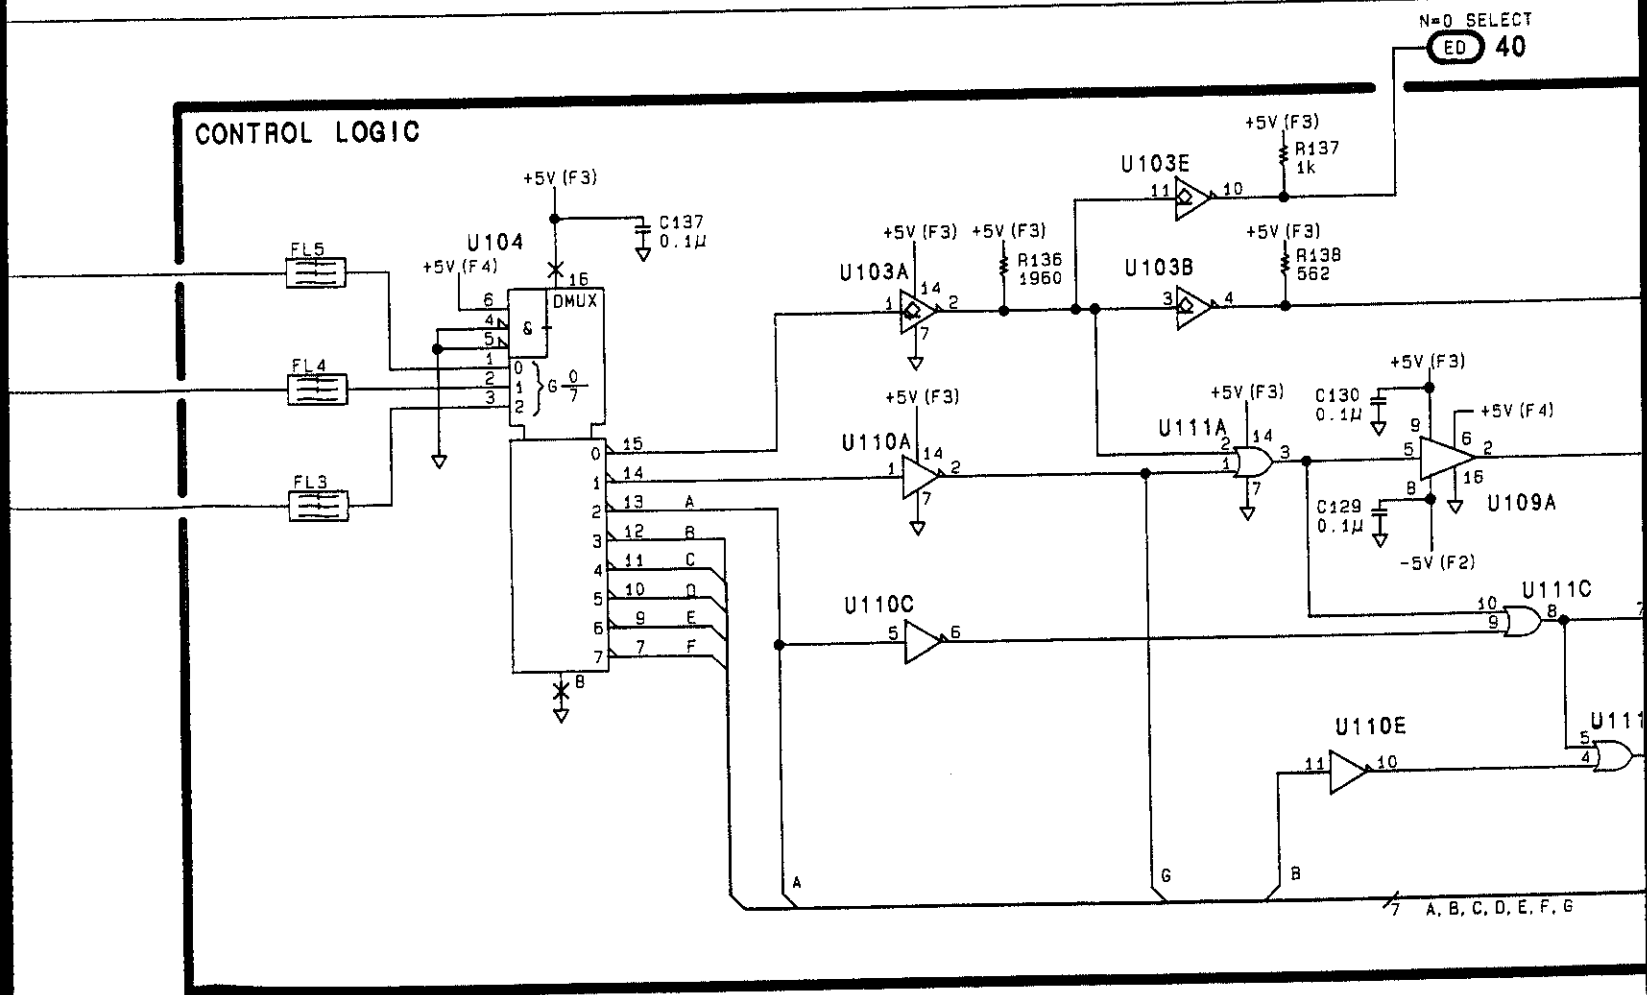 N=0 SELECT
ED 40
CONTROL LOGIC
+5V (F3)
R137
1k
U103E
11 10
+5V (F3)
C137
0.1µ
U104
+5V (F4)
16
DMUX
6
4
5
&
1 0
2 1
3 2
G 0
7
FL5
FL4
FL3
+5V (F3) +5V (F3)
U103A
14
1 2
7
R136
1960
U103B
3 4
+5V (F3)
R138
562
+5V (F3)
U110A
14
1 2
7
+5V (F3)
U111A
14
2
1
3
7
+5V (F3)
C130
0.1µ
9
+5V (F4)
6
5 2
8
16
U109A
C129
0.1µ
-5V (F2)
0 15
1 14
2 13 A
3 12 B
4 11 C
5 10 D
6 9 E
7 7 F
8
U110C
5 6
U111C
10
9
8
7
U110E
11 10
U111
5
4
A
G
B
7 A, B, C, D, E, F, G